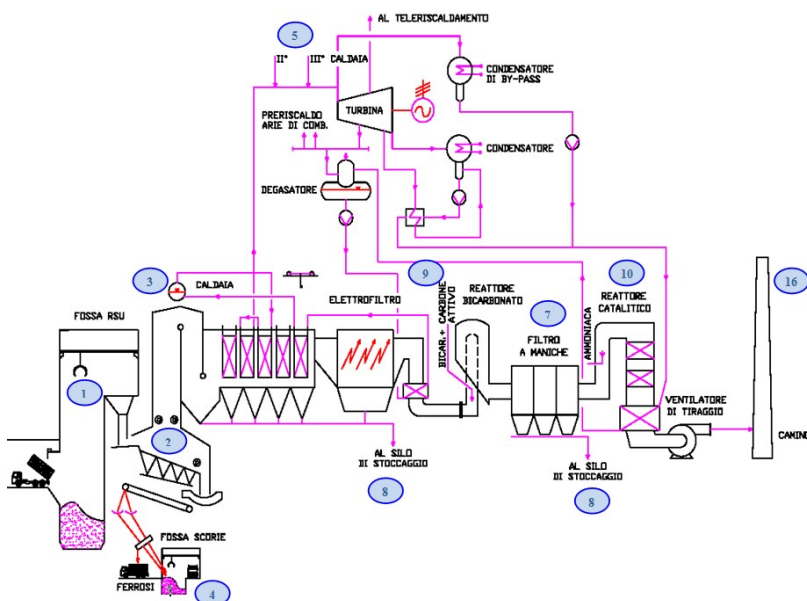 AL TELERISCALDAMENTO
5
II° III° CALDAIA
CONDENSATORE
DI BY-PASS
TURBINA
PRERISCALDO
ARIE DI COMB.
CONDENSATORE
DEGASATORE
3
CALDAIA
9
10
16
FOSSA RSU
ELETTROFILTRO
BICAR.+ CARBONE
ATTIVO
REATTORE
BICARBONATO
7
FILTRO
A MANICHE
AMMONIACA
REATTORE
CATALITICO
1
2
VENTILATORE
DI TIRAGGIO
CAMINO
AL SILO
DI STOCCAGGIO
8
AL SILO
DI STOCCAGGIO
8
FOSSA SCORIE
FERROSI
4